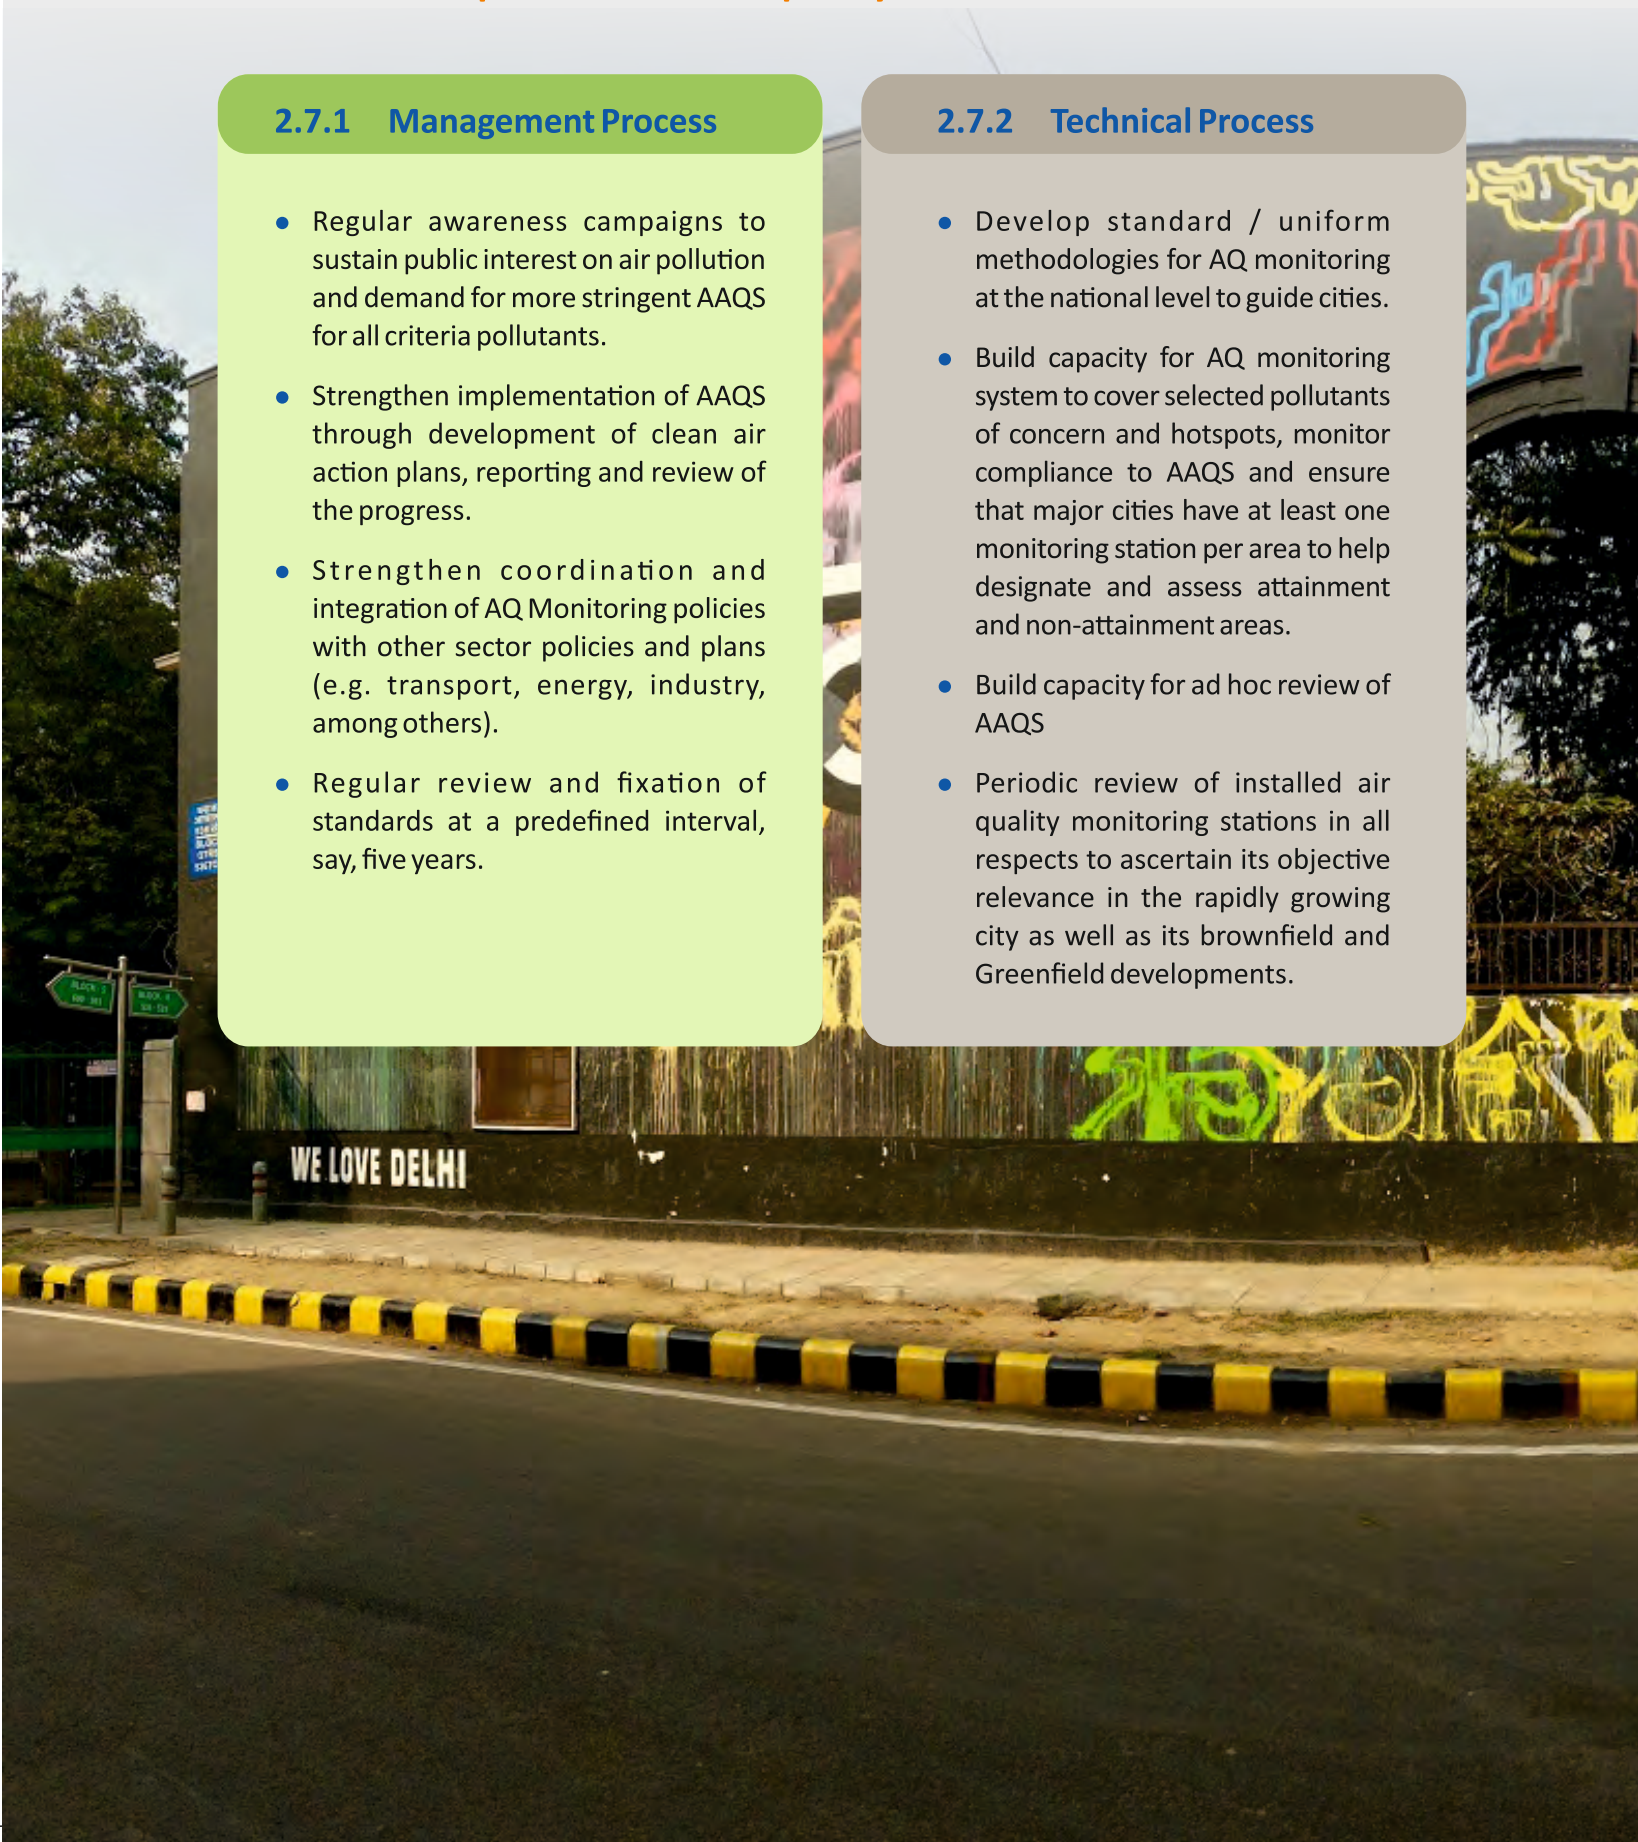 2.7.1 Management Process
Regular awareness campaigns to
sustain public interest on air pollution
and demand for more stringent AAQS
for all criteria pollutants.
Strengthen implementation of AAQS
through development of clean air
action plans, reporting and review of
the progress.
Strengthen coordination and
integration of AQ Monitoring policies
with other sector policies and plans
(e.g. transport, energy, industry,
among others).
Regular review and fixation of
standards at a predefined interval,
say, five years.
2.7.2 Technical Process
Develop standard / uniform
methodologies for AQ monitoring
at the national level to guide cities.
Build capacity for AQ monitoring
system to cover selected pollutants
of concern and hotspots, monitor
compliance to AAQS and ensure
that major cities have at least one
monitoring station per area to help
designate and assess attainment
and non-attainment areas.
Build capacity for ad hoc review of
AAQS
Periodic review of installed air
quality monitoring stations in all
respects to ascertain its objective
relevance in the rapidly growing
city as well as its brownfield and
Greenfield developments.
BLOCK
BLOCK
WE LOVE DELHI